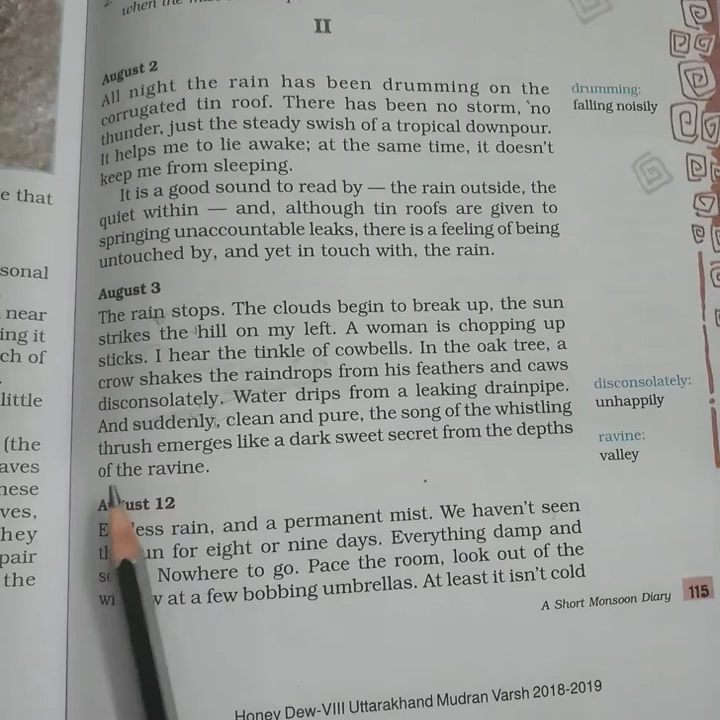 when the
II
August 2
All night the rain has been drumming on the
corrugated tin roof. There has been no storm, no
thunder, just the steady swish of a tropical downpour.
It helps me to lie awake; at the same time, it doesn't
keep me from sleeping.
It is a good sound to read by — the rain outside, the
quiet within — and, although tin roofs are given to
springing unaccountable leaks, there is a feeling of being
untouched by, and yet in touch with, the rain.
drumming:
falling noisily
August 3
The rain stops. The clouds begin to break up, the sun
strikes the hill on my left. A woman is chopping up
sticks. I hear the tinkle of cowbells. In the oak tree, a
crow shakes the raindrops from his feathers and caws
disconsolately. Water drips from a leaking drainpipe.
And suddenly, clean and pure, the song of the whistling
thrush emerges like a dark sweet secret from the depths
of the ravine.
disconsolately:
unhappily
ravine:
valley
August 12
rain, and a permanent mist. We haven't seen
for eight or nine days. Everything damp and
Nowhere to go. Pace the room, look out of the
at a few bobbing umbrellas. At least it isn't cold
A Short Monsoon Diary 115
Honey Dew-VIII Uttarakhand Mudran Varsh 2018-2019
e that
sonal
near
ing it
ch of
little
(the
aves
hese
ves,
hey
pair
the